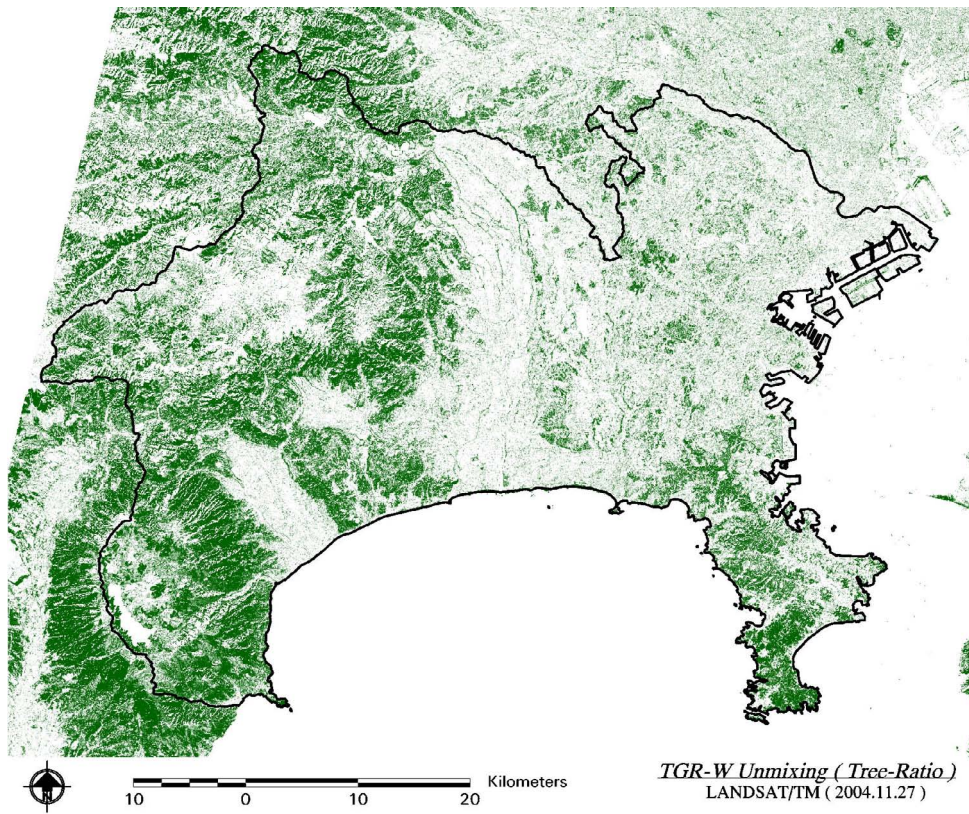 N
Kilometers
10 0 10 20
TGR-W Unmixing ( Tree-Ratio )
LANDSAT/TM ( 2004.11.27 )